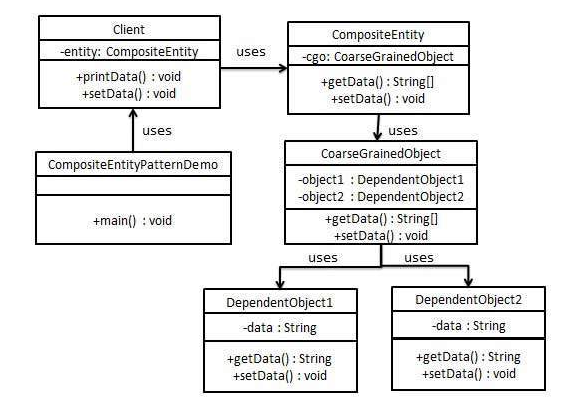 Client
-entity: CompositeEntity
+printData() : void
+setData() : void
uses
CompositeEntity
-cgo: CoarseGrainedObject
+getData() : String[]
+setData() : void
uses
uses
CompositeEntityPatternDemo
+main() : void
CoarseGrainedObject
-object1 : DependentObject1
-object2 : DependentObject2
+getData() : String[]
+setData() : void
uses
uses
DependentObject1
-data : String
+getData() : String
+setData() : void
DependentObject2
-data : String
+getData() : String
+setData() : void